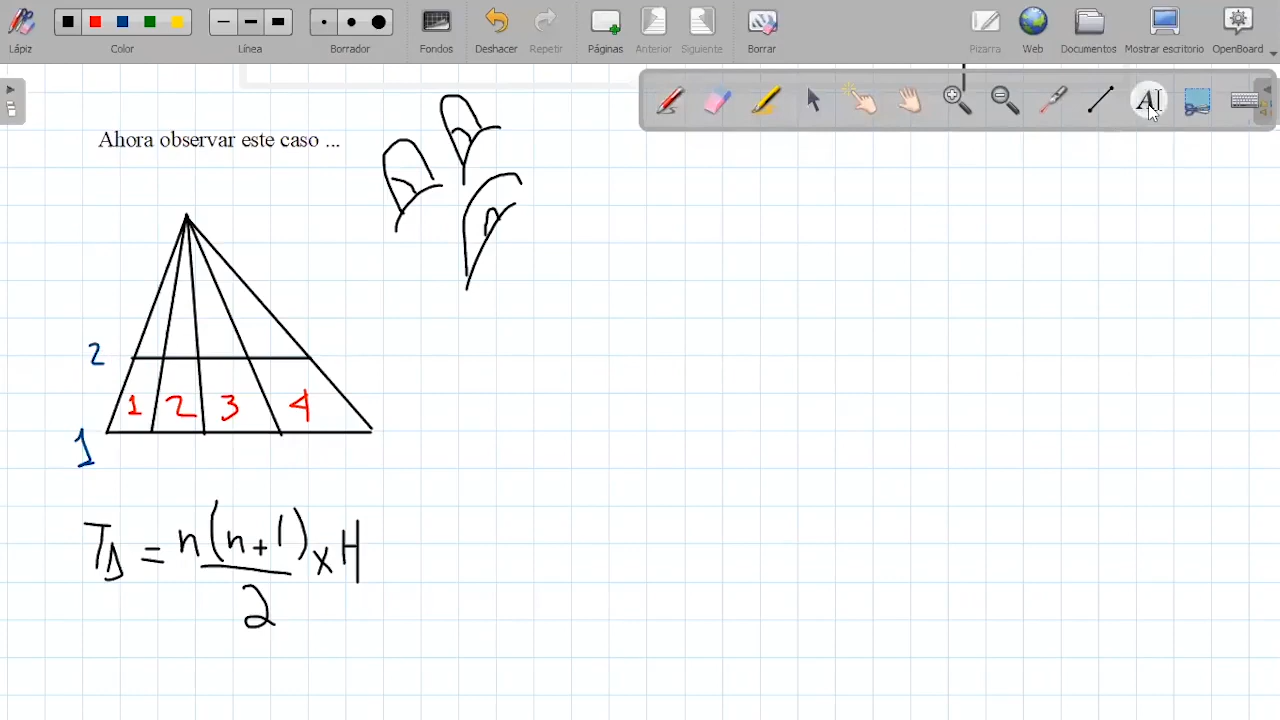 Lápiz
Color
Línea
Borrador
Fondos
Deshacer
Repetir
Páginas
Anterior
Siguiente
Borrar
Pizarra
Web
Documentos
Mostrar escritorio
OpenBoard
A
Ahora observar este caso ...
2
1 2 3 4
1
T∆ = n(n+1)/2 x H